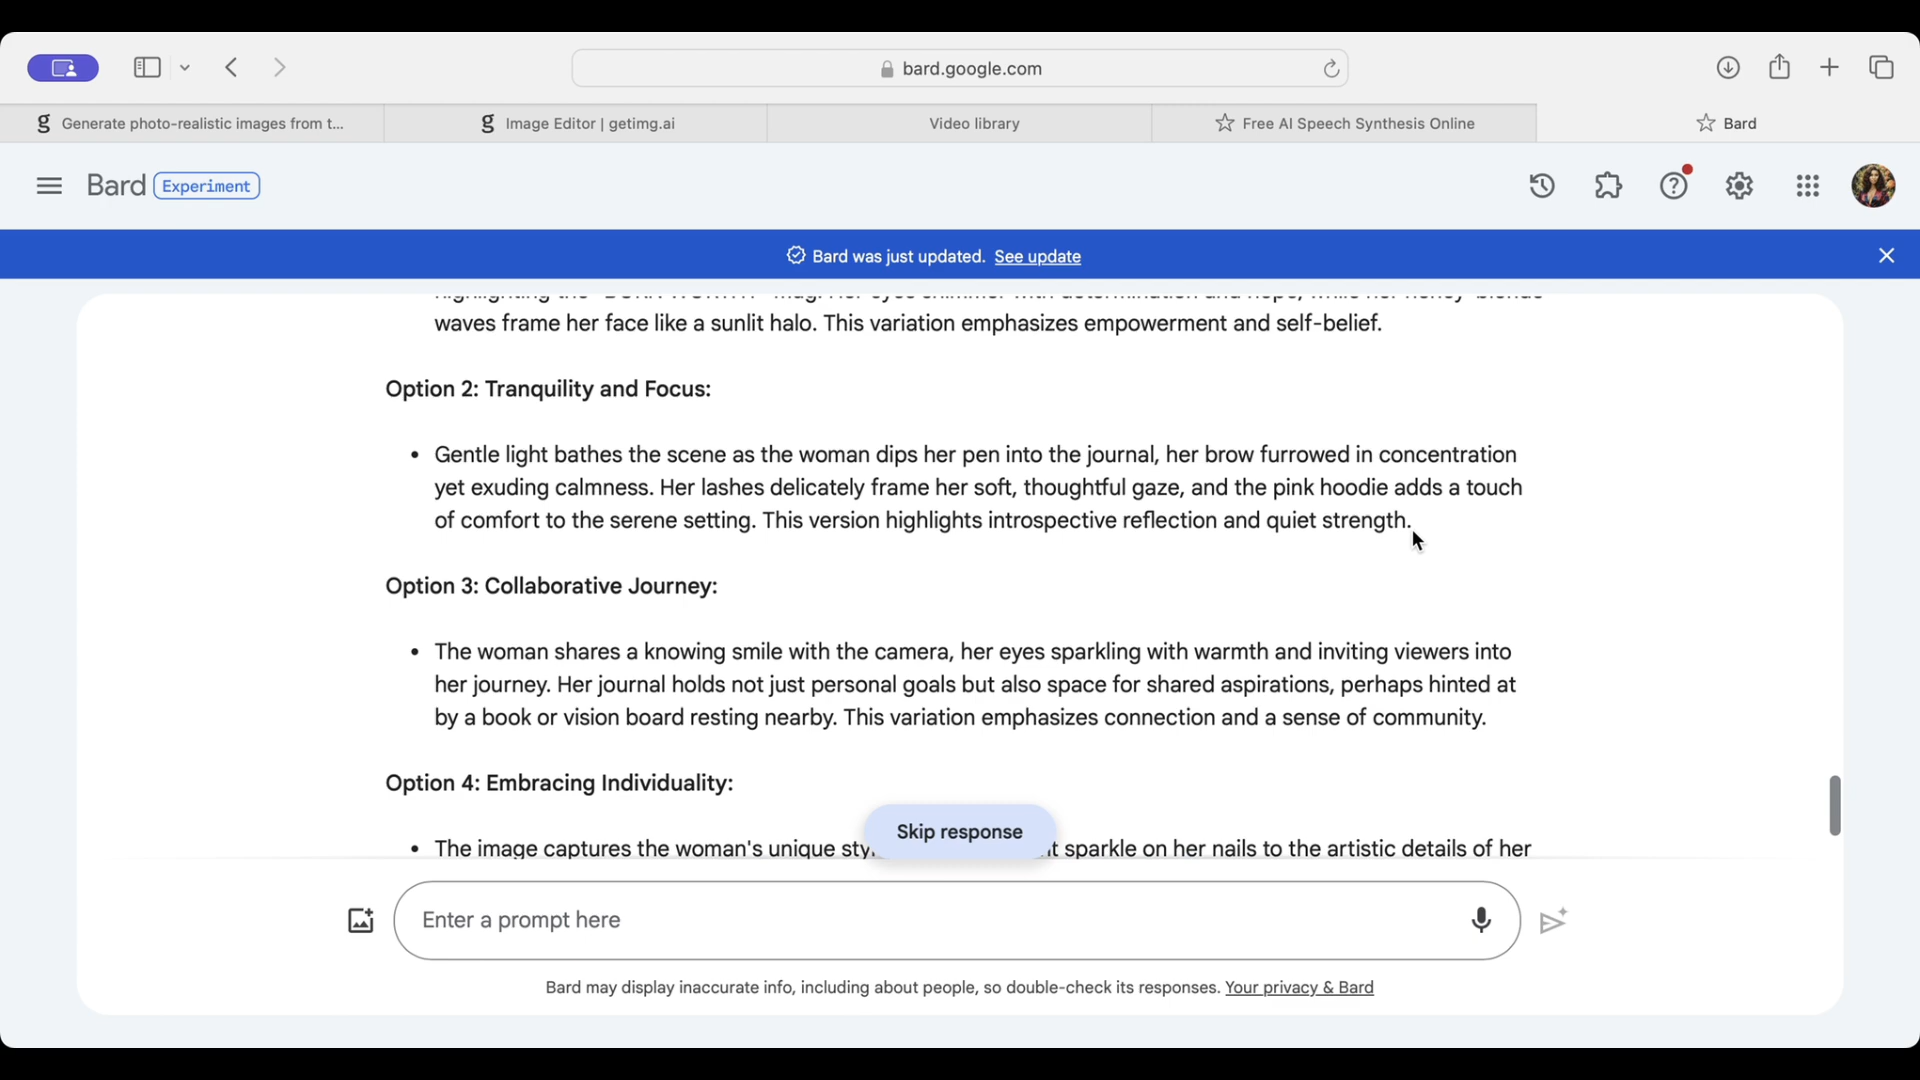 bard.google.com
g Generate photo-realistic images from t...
g Image Editor | getimg.ai
Video library
Free AI Speech Synthesis Online
Bard
Bard Experiment
Bard was just updated. See update
waves frame her face like a sunlit halo. This variation emphasizes empowerment and self-belief.
Option 2: Tranquility and Focus:
• Gentle light bathes the scene as the woman dips her pen into the journal, her brow furrowed in concentration
yet exuding calmness. Her lashes delicately frame her soft, thoughtful gaze, and the pink hoodie adds a touch
of comfort to the serene setting. This version highlights introspective reflection and quiet strength.
Option 3: Collaborative Journey:
• The woman shares a knowing smile with the camera, her eyes sparkling with warmth and inviting viewers into
her journey. Her journal holds not just personal goals but also space for shared aspirations, perhaps hinted at
by a book or vision board resting nearby. This variation emphasizes connection and a sense of community.
Option 4: Embracing Individuality:
Skip response
• The image captures the woman's unique sparkle on her nails to the artistic details of her
Enter a prompt here
Bard may display inaccurate info, including about people, so double-check its responses. Your privacy & Bard